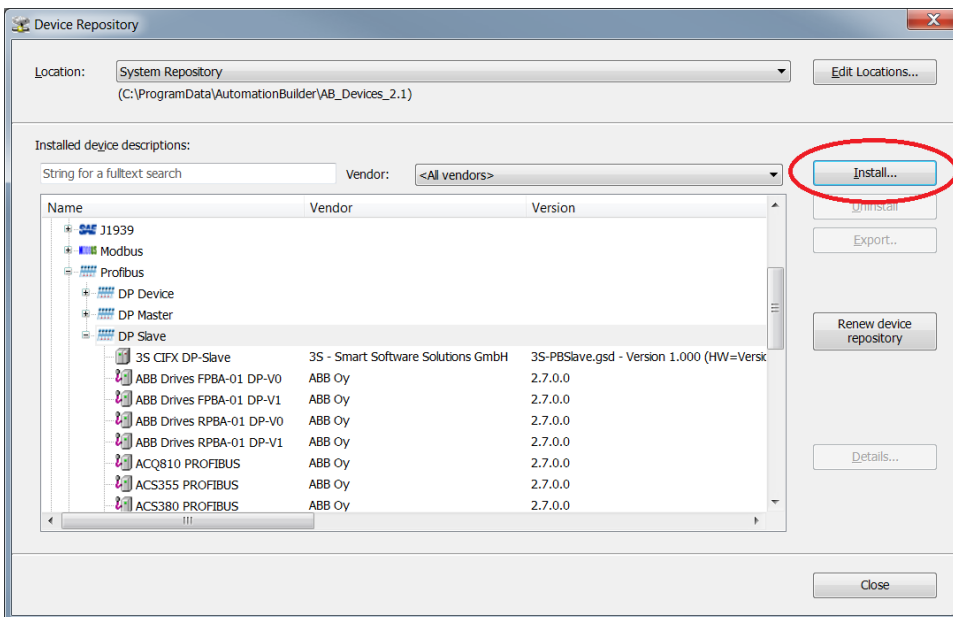 Device Repository
Location:
System Repository
Edit Locations...
(C:\ProgramData\AutomationBuilder\AB_Devices_2.1)
Installed device descriptions:
String for a fulltext search
Vendor:
<All vendors>
Install...
Name Vendor Version
Uninstall
SAE J1939
Modbus
Export..
Profibus
DP Device
DP Master
DP Slave
Renew device
repository
3S CIFX DP-Slave 3S - Smart Software Solutions GmbH 3S-PBSlave.gsd - Version 1.000 (HW=Versic
ABB Drives FPBA-01 DP-V0 ABB Oy 2.7.0.0
ABB Drives FPBA-01 DP-V1 ABB Oy 2.7.0.0
ABB Drives RPBA-01 DP-V0 ABB Oy 2.7.0.0
ABB Drives RPBA-01 DP-V1 ABB Oy 2.7.0.0
ACQ810 PROFIBUS ABB Oy 2.7.0.0
Details...
ACS355 PROFIBUS ABB Oy 2.7.0.0
ACS380 PROFIBUS ABB Oy 2.7.0.0
Close